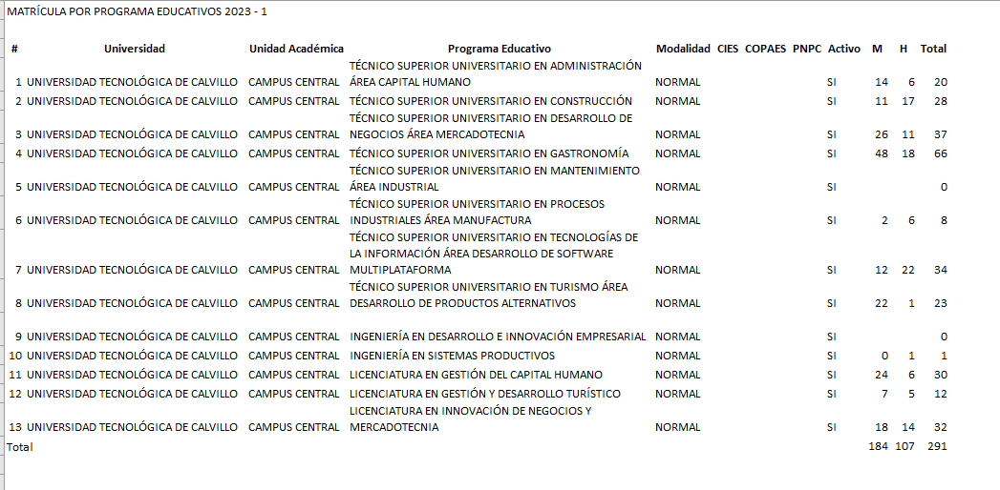 MATRÍCULA POR PROGRAMA EDUCATIVOS 2023 - 1
# Universidad Unidad Académica Programa Educativo Modalidad CIES COPAES PNPC Activo M H Total
TÉCNICO SUPERIOR UNIVERSITARIO EN ADMINISTRACIÓN
1 UNIVERSIDAD TECNOLÓGICA DE CALVILLO CAMPUS CENTRAL ÁREA CAPITAL HUMANO NORMAL SI 14 6 20
2 UNIVERSIDAD TECNOLÓGICA DE CALVILLO CAMPUS CENTRAL TÉCNICO SUPERIOR UNIVERSITARIO EN CONSTRUCCIÓN NORMAL SI 11 17 28
TÉCNICO SUPERIOR UNIVERSITARIO EN DESARROLLO DE
3 UNIVERSIDAD TECNOLÓGICA DE CALVILLO CAMPUS CENTRAL NEGOCIOS ÁREA MERCADOTECNIA NORMAL SI 26 11 37
4 UNIVERSIDAD TECNOLÓGICA DE CALVILLO CAMPUS CENTRAL TÉCNICO SUPERIOR UNIVERSITARIO EN GASTRONOMÍA NORMAL SI 48 18 66
TÉCNICO SUPERIOR UNIVERSITARIO EN MANTENIMIENTO
5 UNIVERSIDAD TECNOLÓGICA DE CALVILLO CAMPUS CENTRAL ÁREA INDUSTRIAL NORMAL SI 0
TÉCNICO SUPERIOR UNIVERSITARIO EN PROCESOS
6 UNIVERSIDAD TECNOLÓGICA DE CALVILLO CAMPUS CENTRAL INDUSTRIALES ÁREA MANUFACTURA NORMAL SI 2 6 8
TÉCNICO SUPERIOR UNIVERSITARIO EN TECNOLOGÍAS DE
LA INFORMACIÓN ÁREA DESARROLLO DE SOFTWARE
7 UNIVERSIDAD TECNOLÓGICA DE CALVILLO CAMPUS CENTRAL MULTIPLATAFORMA NORMAL SI 12 22 34
TÉCNICO SUPERIOR UNIVERSITARIO EN TURISMO ÁREA
8 UNIVERSIDAD TECNOLÓGICA DE CALVILLO CAMPUS CENTRAL DESARROLLO DE PRODUCTOS ALTERNATIVOS NORMAL SI 22 1 23
9 UNIVERSIDAD TECNOLÓGICA DE CALVILLO CAMPUS CENTRAL INGENIERÍA EN DESARROLLO E INNOVACIÓN EMPRESARIAL NORMAL SI 0
10 UNIVERSIDAD TECNOLÓGICA DE CALVILLO CAMPUS CENTRAL INGENIERÍA EN SISTEMAS PRODUCTIVOS NORMAL SI 0 1 1
11 UNIVERSIDAD TECNOLÓGICA DE CALVILLO CAMPUS CENTRAL LICENCIATURA EN GESTIÓN DEL CAPITAL HUMANO NORMAL SI 24 6 30
12 UNIVERSIDAD TECNOLÓGICA DE CALVILLO CAMPUS CENTRAL LICENCIATURA EN GESTIÓN Y DESARROLLO TURÍSTICO NORMAL SI 7 5 12
LICENCIATURA EN INNOVACIÓN DE NEGOCIOS Y
13 UNIVERSIDAD TECNOLÓGICA DE CALVILLO CAMPUS CENTRAL MERCADOTECNIA NORMAL SI 18 14 32
Total 184 107 291